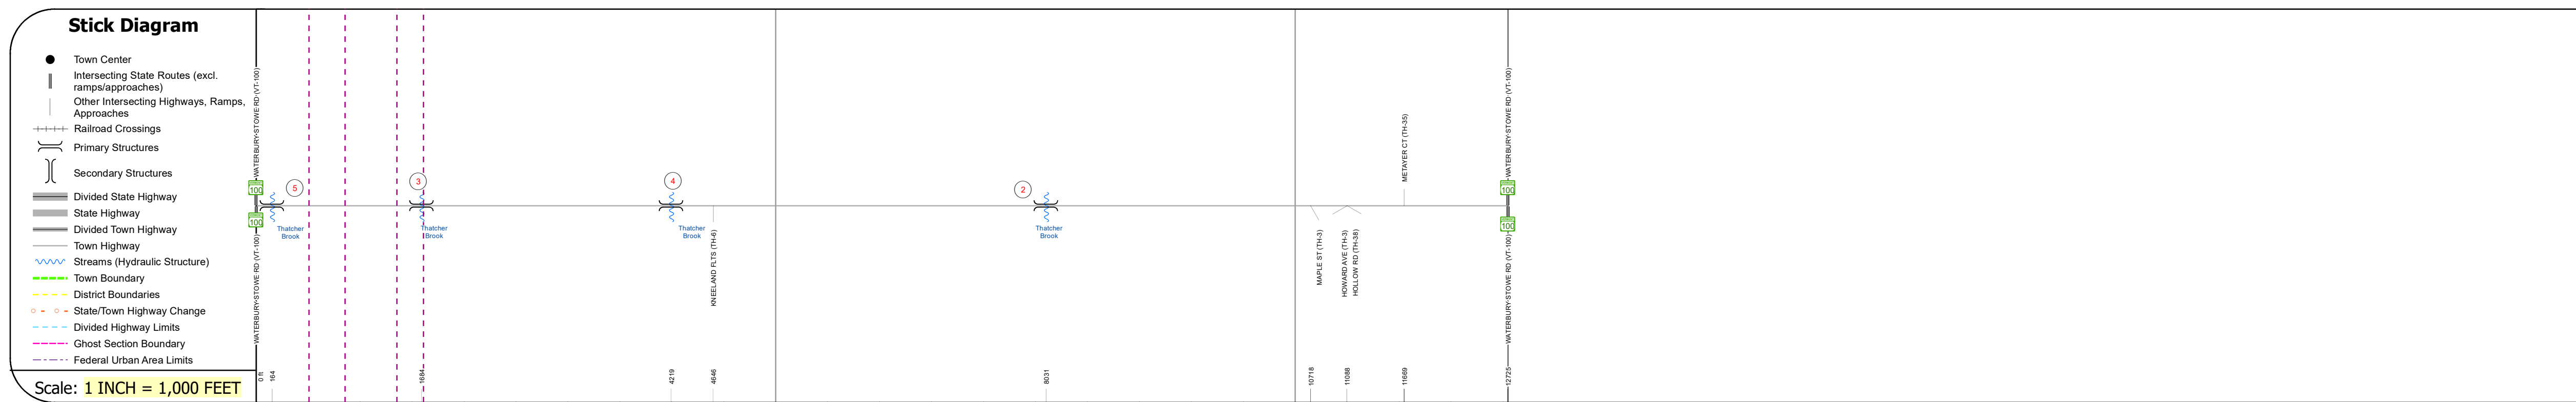 Stick Diagram
Town Center
Intersecting State Routes (excl.
ramps/approaches)
Other Intersecting Highways, Ramps,
Approaches
Railroad Crossings
Primary Structures
Secondary Structures
Divided State Highway
State Highway
Divided Town Highway
Town Highway
Streams (Hydraulic Structure)
Town Boundary
District Boundaries
State/Town Highway Change
Divided Highway Limits
Ghost Section Boundary
Federal Urban Area Limits
Scale: 1 INCH = 1,000 FEET
WATERBURY-STOWE RD (VT-100)
100
100
WATERBURY-STOWE RD (VT-100)
5
Thatcher
Brook
3
Thatcher
Brook
4
Thatcher
Brook
KNEELAND FLTS (TH-6)
2
Thatcher
Brook
MAPLE ST (TH-3)
HOWARD AVE (TH-3)
HOLLOW RD (TH-38)
METAYER CT (TH-35)
WATERBURY-STOWE RD (VT-100)
100
100
WATERBURY-STOWE RD (VT-100)
0 ft
164
1684
4219
4646
8031
10718
11088
11669
12725